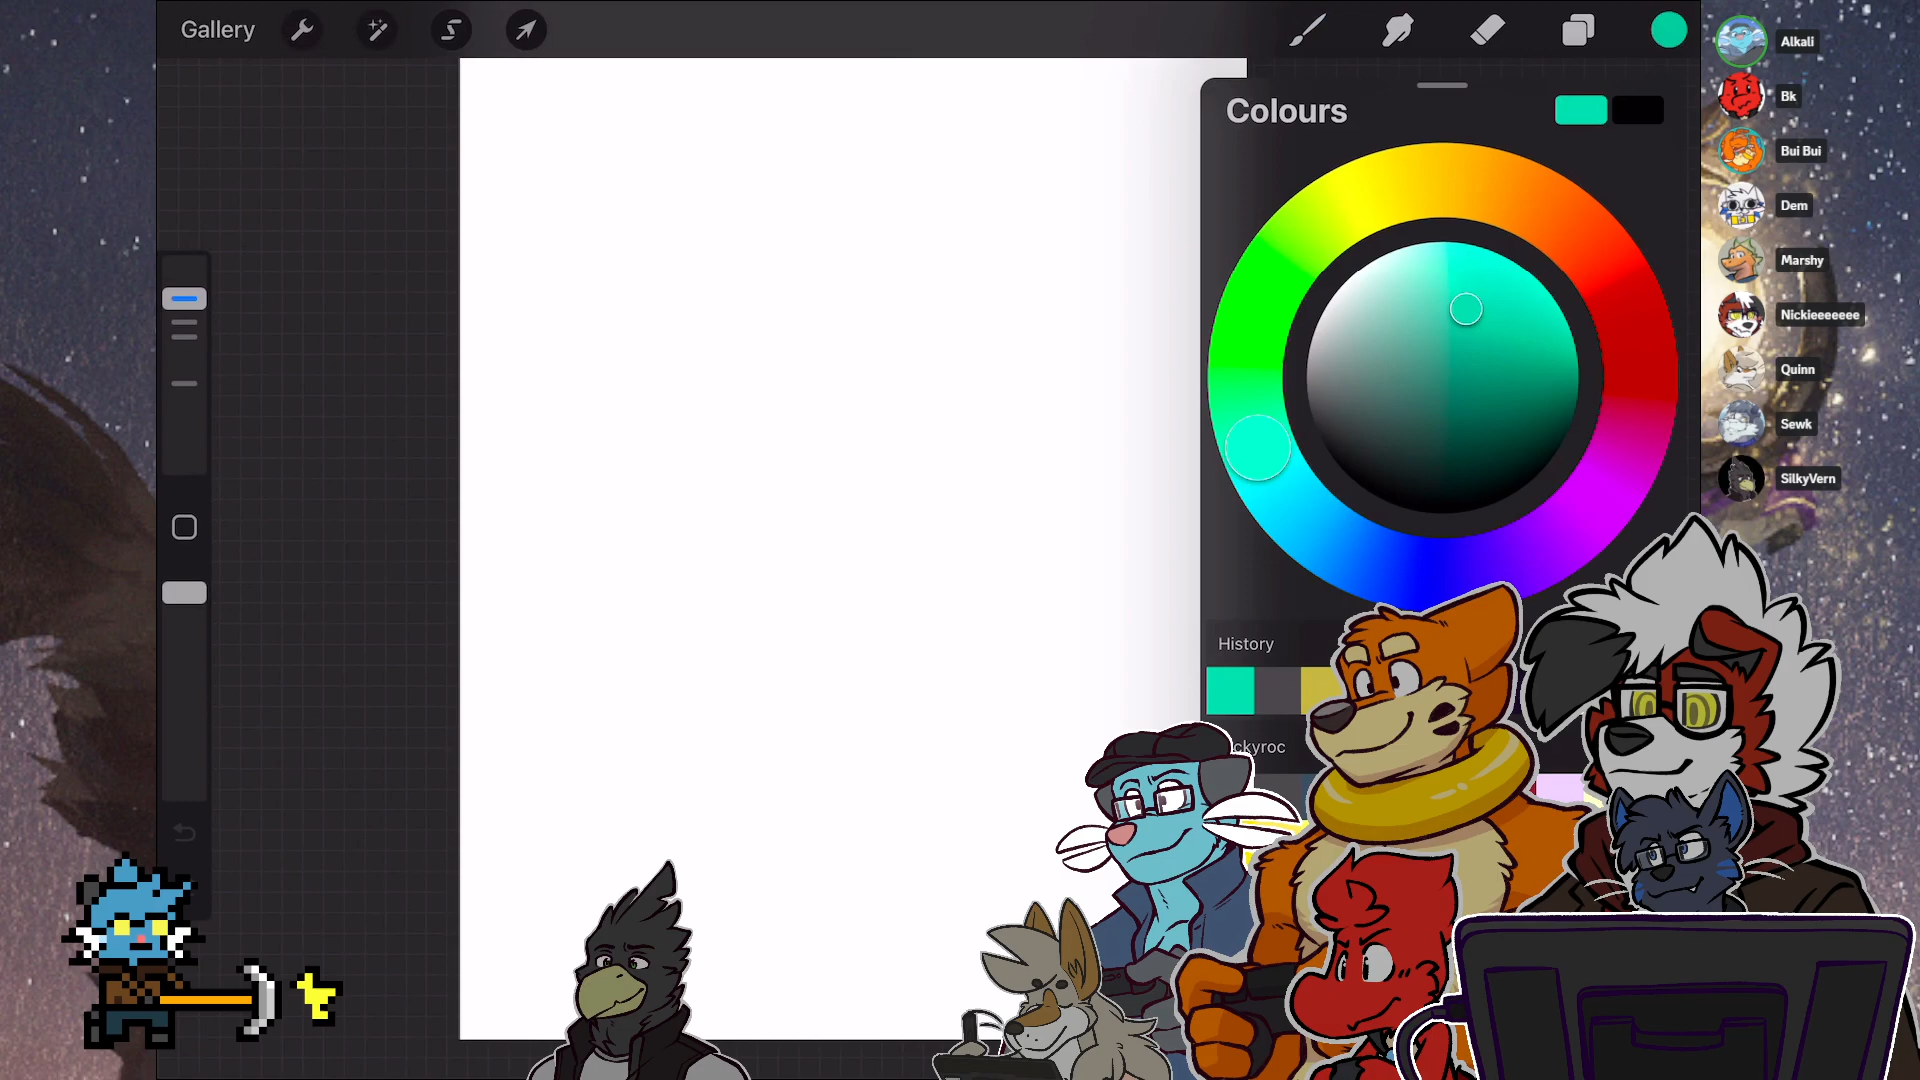 Gallery
Colours
History
ckyroc
Alkali
Bk
Bui Bui
Dem
Marshy
Nickieeeeeee
Quinn
Sewk
SilkyVern